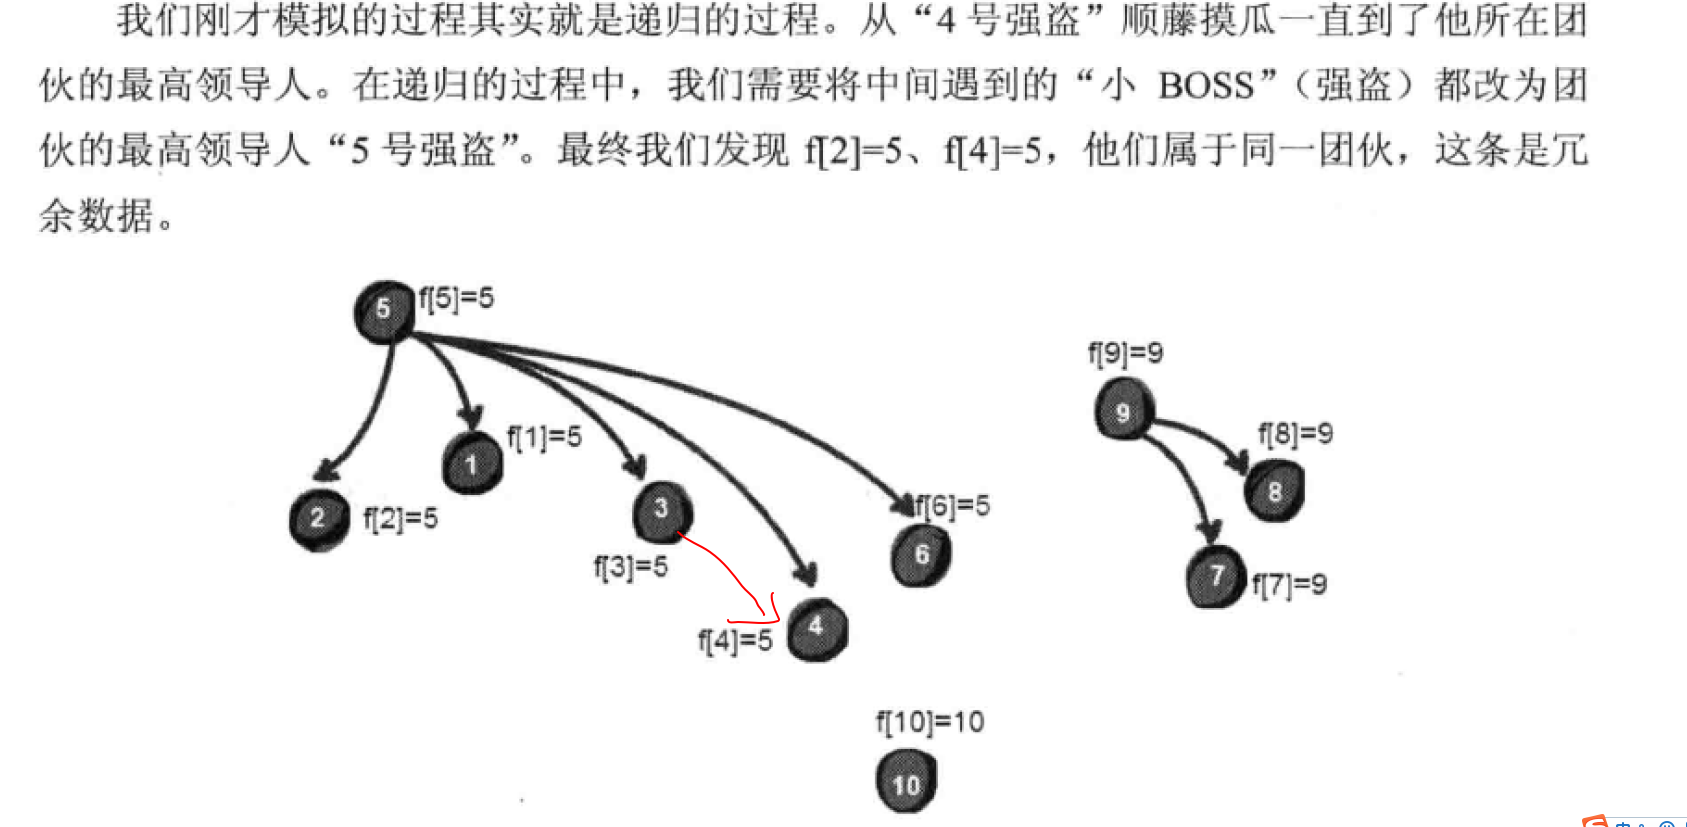 我们刚才模拟的过程其实就是递归的过程。从“4 号强盗”顺藤摸瓜一直到了他所在团
伙的最高领导人。在递归的过程中，我们需要将中间遇到的“小 BOSS”（强盗）都改为团
伙的最高领导人“5 号强盗”。最终我们发现 f[2]=5、f[4]=5，他们属于同一团伙，这条是冗
余数据。
5
f[5]=5
f[9]=9
9
f[1]=5
1
f[8]=9
8
2
f[2]=5
3
f[3]=5
f[6]=5
6
7
f[7]=9
4
f[4]=5
f[10]=10
10